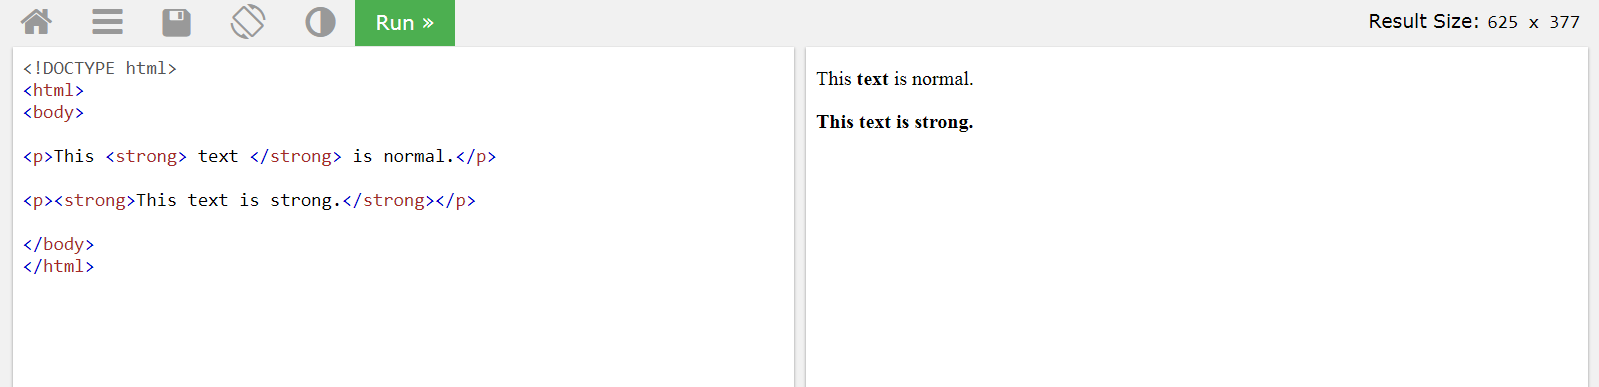 Run »
Result Size: 625 x 377
<!DOCTYPE html>
<html>
<body>
<p>This <strong> text </strong> is normal.</p>
<p><strong>This text is strong.</strong></p>
</body>
</html>
This text is normal.
This text is strong.